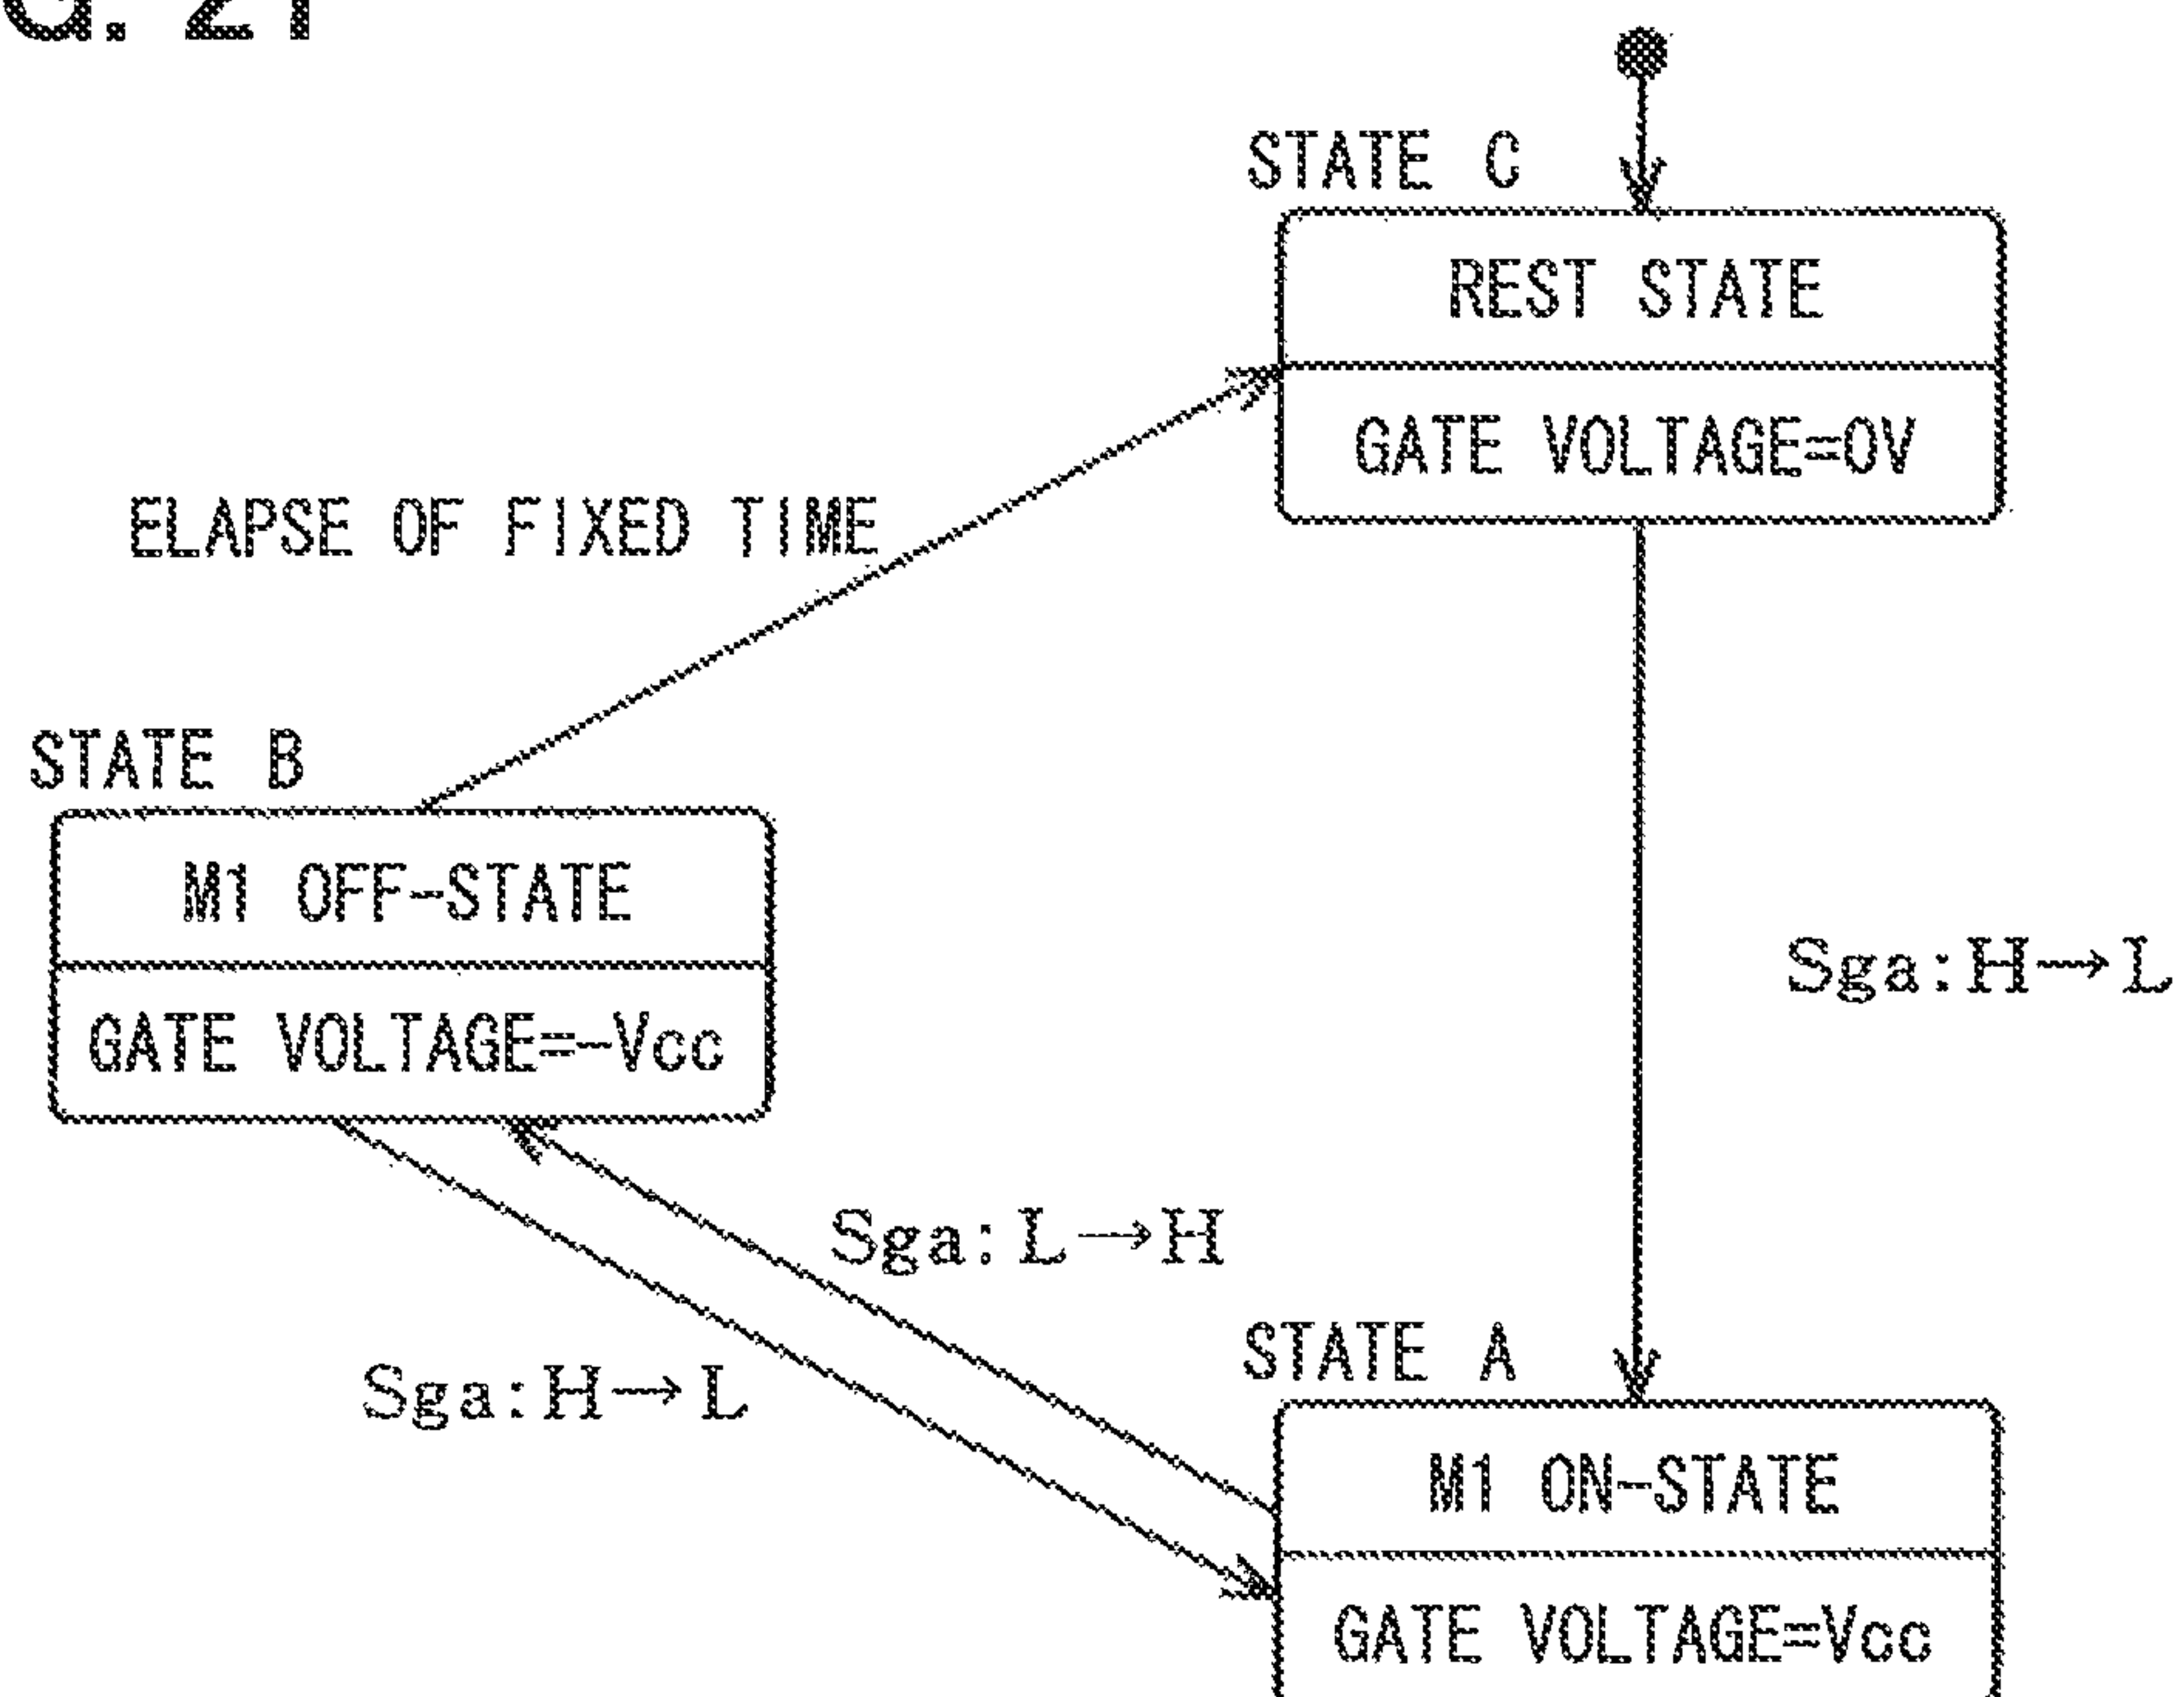 G. 21
STATE C
REST STATE
GATE VOLTAGE=0V
ELAPSE OF FIXED TIME
STATE B
M1 OFF-STATE
GATE VOLTAGE=-Vcc
Sga:H→L
Sga:L→H
Sga:H→L
STATE A
M1 ON-STATE
GATE VOLTAGE=Vcc